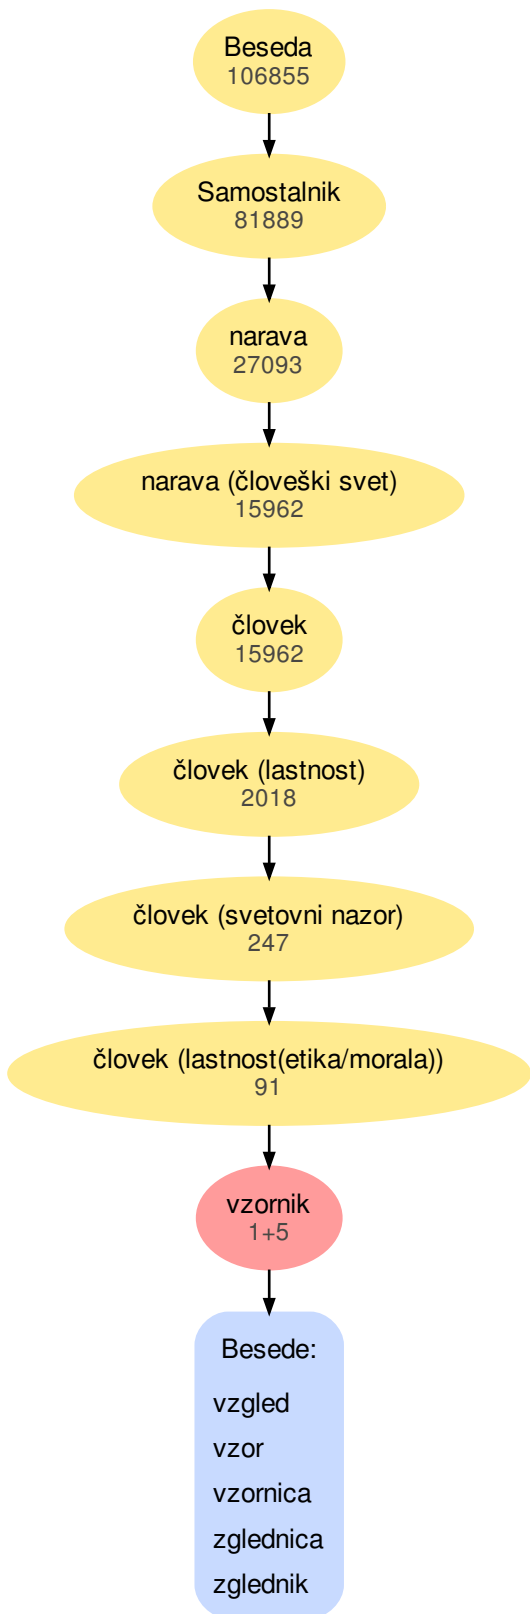 Beseda
106855
Samostalnik
81889
narava
27093
narava (človeški svet)
15962
človek
15962
človek (lastnost)
2018
človek (svetovni nazor)
247
človek (lastnost(etika/morala))
91
vzornik
1+5
Besede:
vzgled
vzor
vzornica
zglednica
zglednik